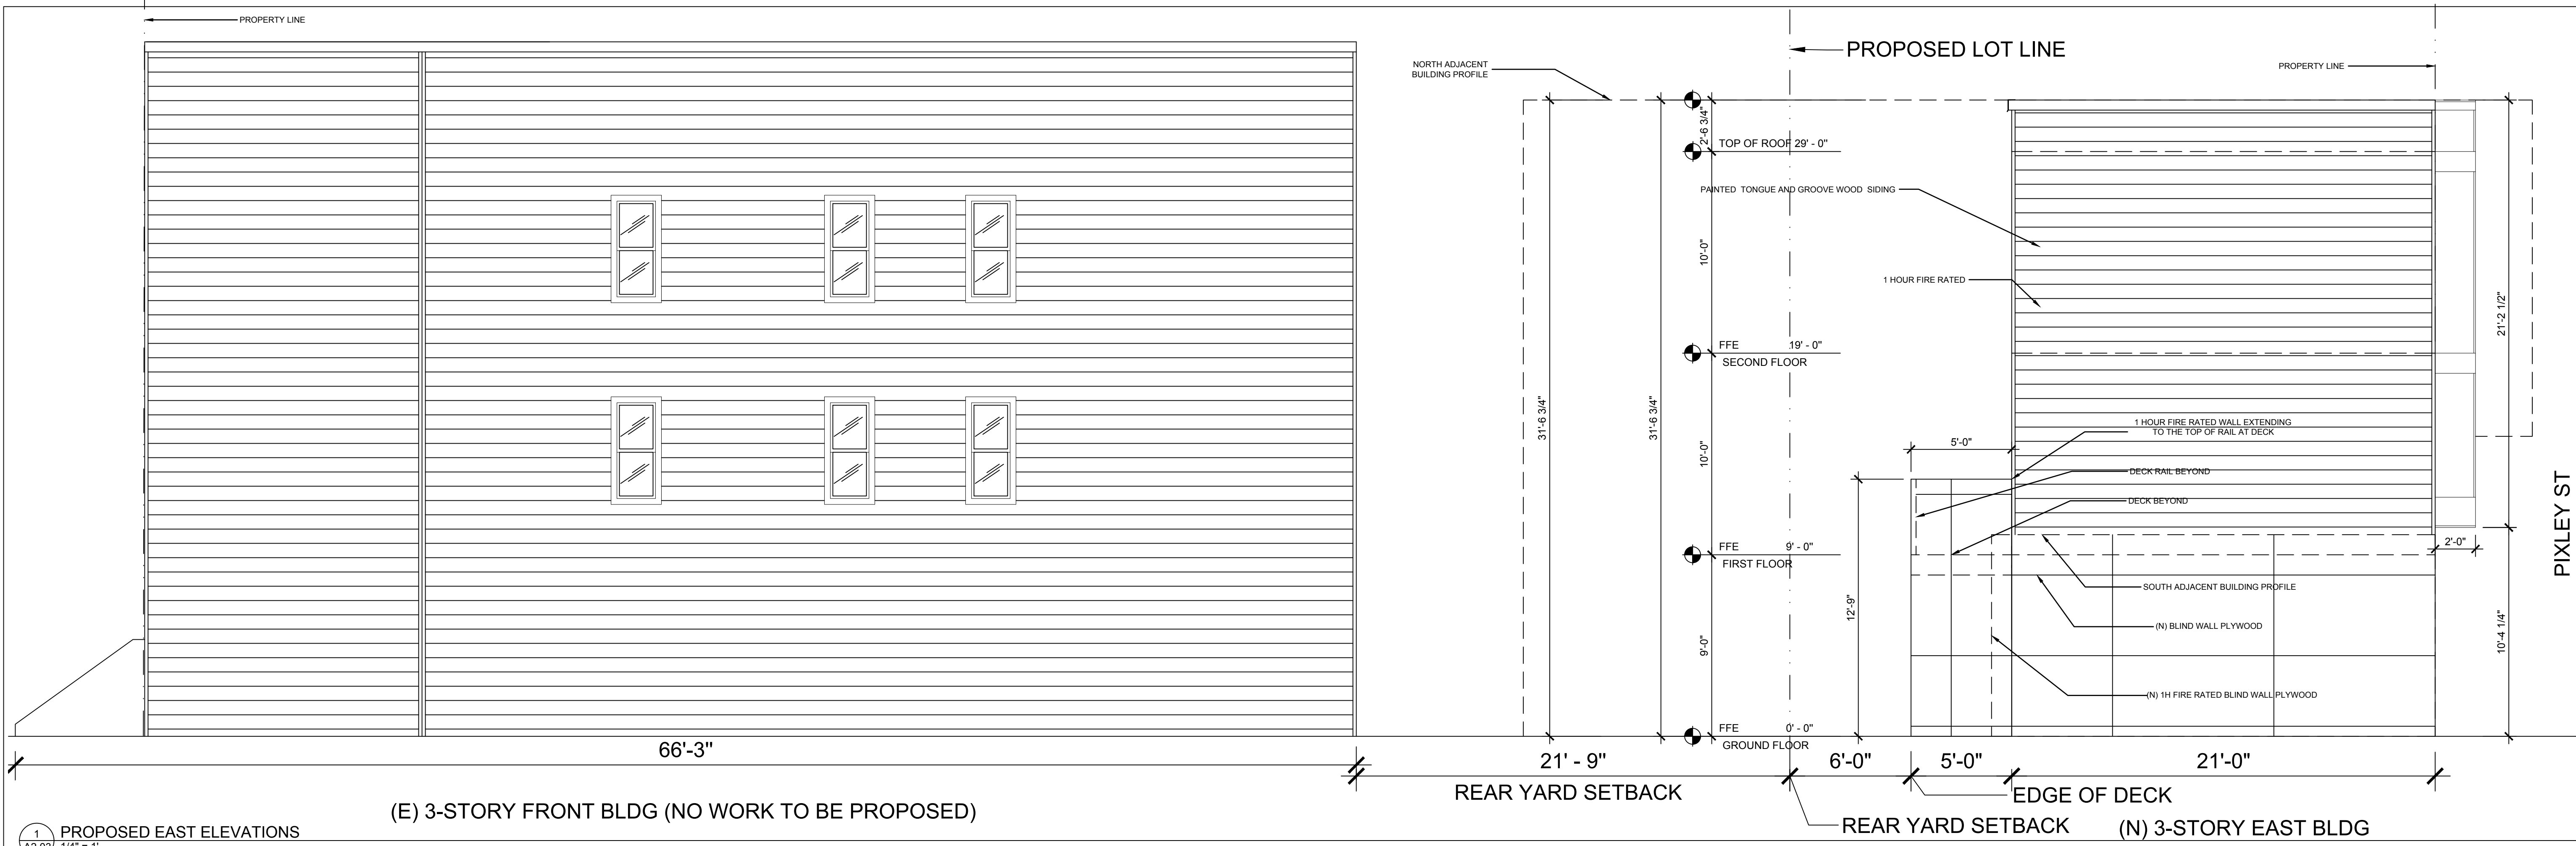 PROPERTY LINE
PROPOSED LOT LINE
NORTH ADJACENT
BUILDING PROFILE
PROPERTY LINE
2'-6 3/4"
TOP OF ROOF 29' - 0"
PAINTED TONGUE AND GROOVE WOOD SIDING
10'-0"
1 HOUR FIRE RATED
21'-2 1/2"
FFE 19' - 0"
SECOND FLOOR
31'-6 3/4"
31'-6 3/4"
10'-0"
5'-0"
1 HOUR FIRE RATED WALL EXTENDING
TO THE TOP OF RAIL AT DECK
DECK RAIL BEYOND
DECK BEYOND
PIXLEY ST
FFE 9' - 0"
FIRST FLOOR
2'-0"
12'-9"
SOUTH ADJACENT BUILDING PROFILE
(N) BLIND WALL PLYWOOD
9'-0"
10'-4 1/4"
(N) 1H FIRE RATED BLIND WALL PLYWOOD
FFE 0' - 0"
GROUND FLOOR
66'-3"
21' - 9"
6'-0"
5'-0"
21'-0"
REAR YARD SETBACK
EDGE OF DECK
(E) 3-STORY FRONT BLDG (NO WORK TO BE PROPOSED)
REAR YARD SETBACK
(N) 3-STORY EAST BLDG
1
PROPOSED EAST ELEVATIONS
1/4" = 1'